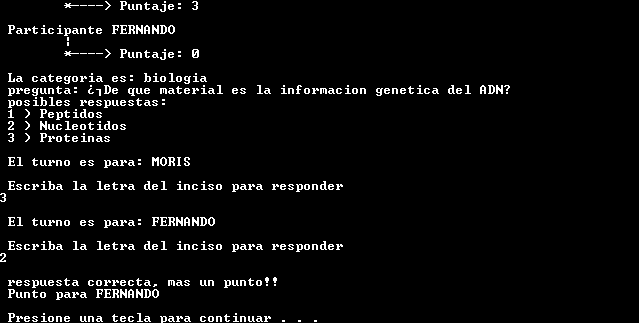 *----> Puntaje: 3
Participante FERNANDO
¦
*----> Puntaje: 0
La categoria es: biologia
pregunta: ¿┐De que material es la informacion genetica del ADN?
posibles respuestas:
1 > Peptidos
2 > Nucleotidos
3 > Proteinas
El turno es para: MORIS
Escriba la letra del inciso para responder
3
El turno es para: FERNANDO
Escriba la letra del inciso para responder
2
respuesta correcta, mas un punto!!
Punto para FERNANDO
Presione una tecla para continuar . . .